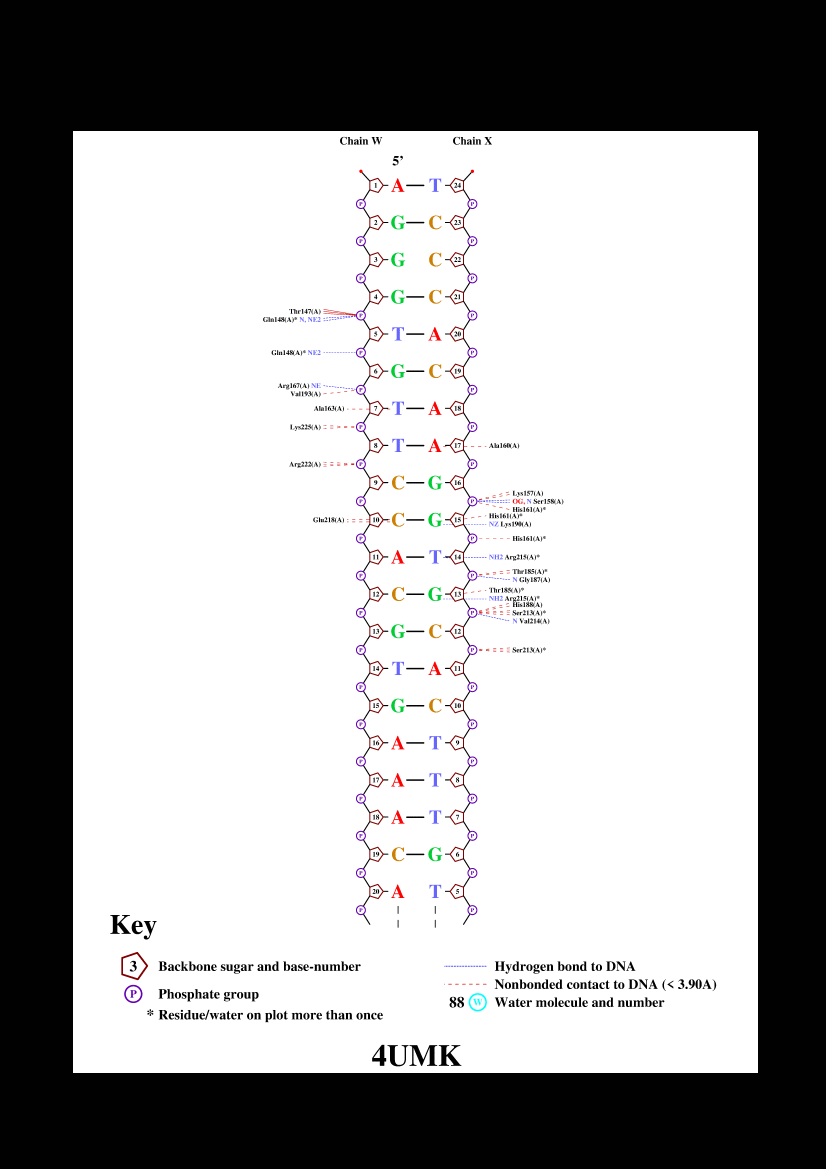 Chain W Chain X
5’
1 A T 24
P P
2 G C 23
P P
3 G C 22
P P
4 G C 21
Thr147(A) P P
Gln148(A)* N, NE2
5 T A 20
Gln148(A)* NE2 P P
6 G C 19
Arg167(A) NE P P
Val193(A)
Ala163(A) 7 T A 18
Lys225(A) P P
8 T A 17 Ala160(A)
Arg222(A) P P
9 C G 16
Lys157(A)
P P OG, N Ser158(A)
His161(A)*
His161(A)*
Glu218(A) 10 C G 15
NZ Lys190(A)
P P His161(A)*
11 A T 14 NH2 Arg215(A)*
Thr185(A)*
P P
N Gly187(A)
Thr185(A)*
12 C G 13
NH2 Arg215(A)*
His188(A)
P P Ser213(A)*
N Val214(A)
13 G C 12
P P Ser213(A)*
14 T A 11
P P
15 G C 10
P P
16 A T 9
P P
17 A T 8
P P
18 A T 7
P P
19 C G 6
P P
20 A T 5
P P
Key
3 Backbone sugar and base-number
P Phosphate group
* Residue/water on plot more than once
Hydrogen bond to DNA
Nonbonded contact to DNA (< 3.90A)
88 W Water molecule and number
4UMK